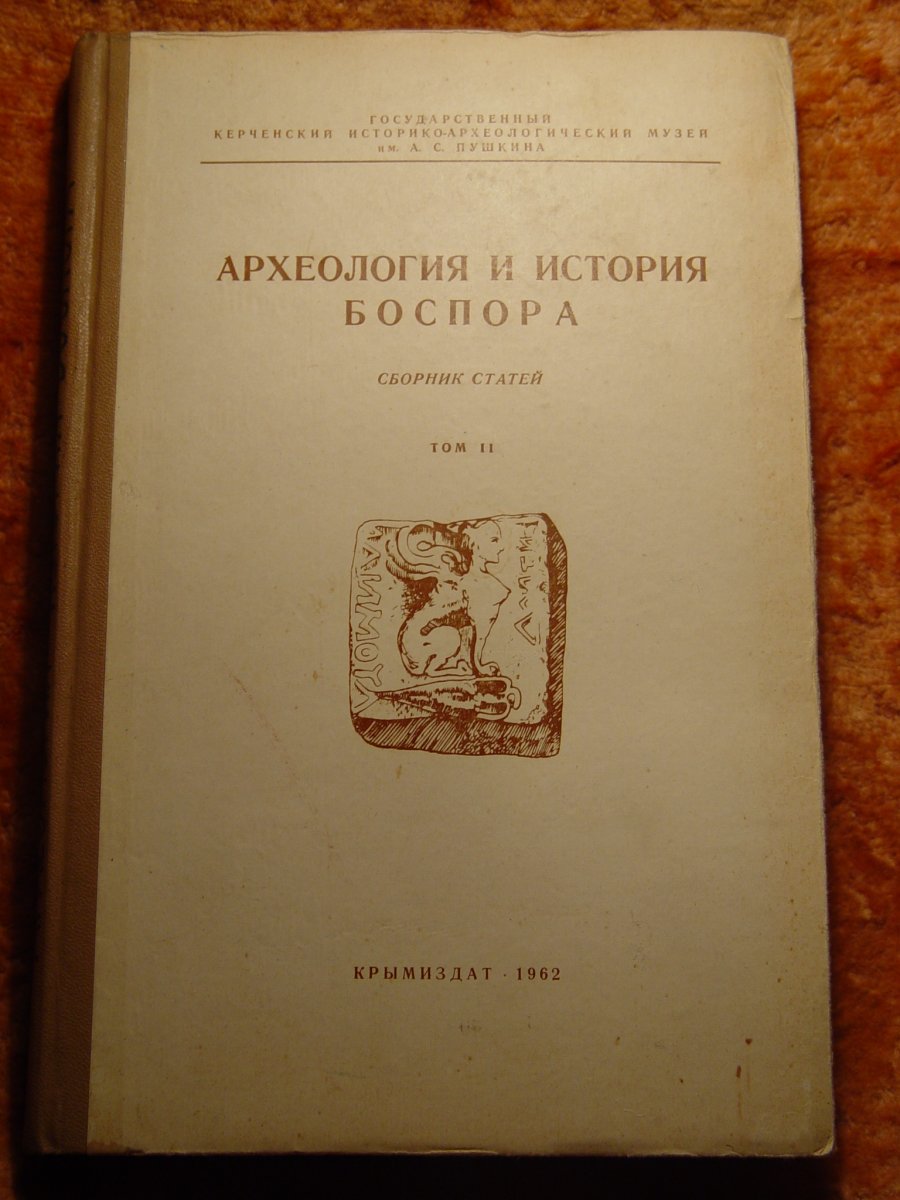 ГОСУДАРСТВЕННЫЙ
КЕРЧЕНСКИЙ ИСТОРИКО-АРХЕОЛОГИЧЕСКИЙ МУЗЕЙ
им. А. С. ПУШКИНА
АРХЕОЛОГИЯ И ИСТОРИЯ
БОСПОРА
СБОРНИК СТАТЕЙ
ТОМ II
КРЫМИЗДАТ · 1962